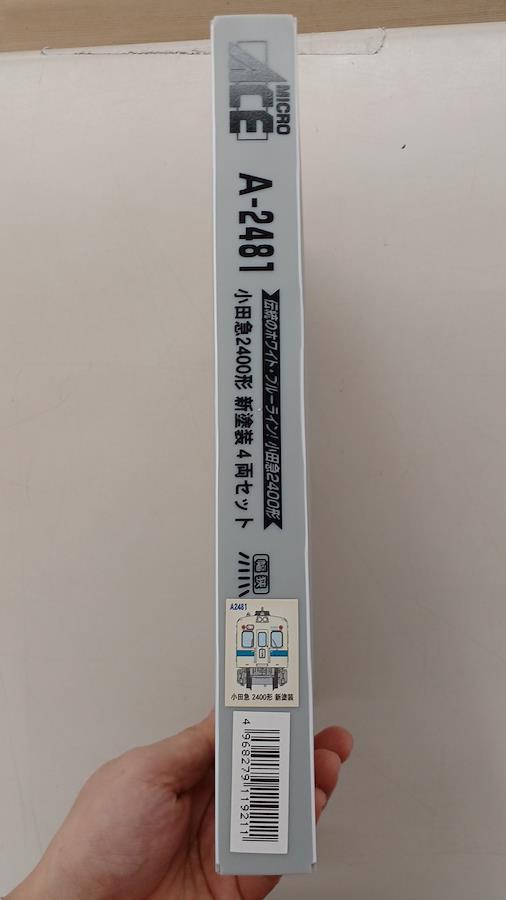 MICRO
ACE
A-2481
伝統のホワイト・ブルーライン! 小田急2400形
小田急2400形 新塗装4両セット
A2481
小田急 2400形 新塗装
4 968279 119211